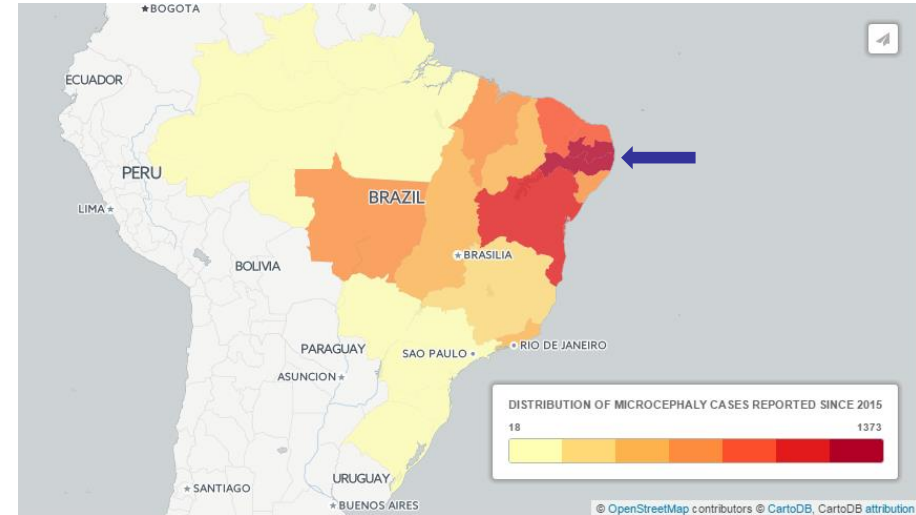 ★BOGOTA
ECUADOR
PERU
LIMA★
BRAZIL
★BRASILIA
BOLIVIA
PARAGUAY
SAO PAULO
RIO DE JANEIRO
ASUNCION★
DISTRIBUTION OF MICROCEPHALY CASES REPORTED SINCE 2015
18 1373
URUGUAY
★SANTIAGO
★BUENOS AIRES
© OpenStreetMap contributors © CartoDB, CartoDB attribution